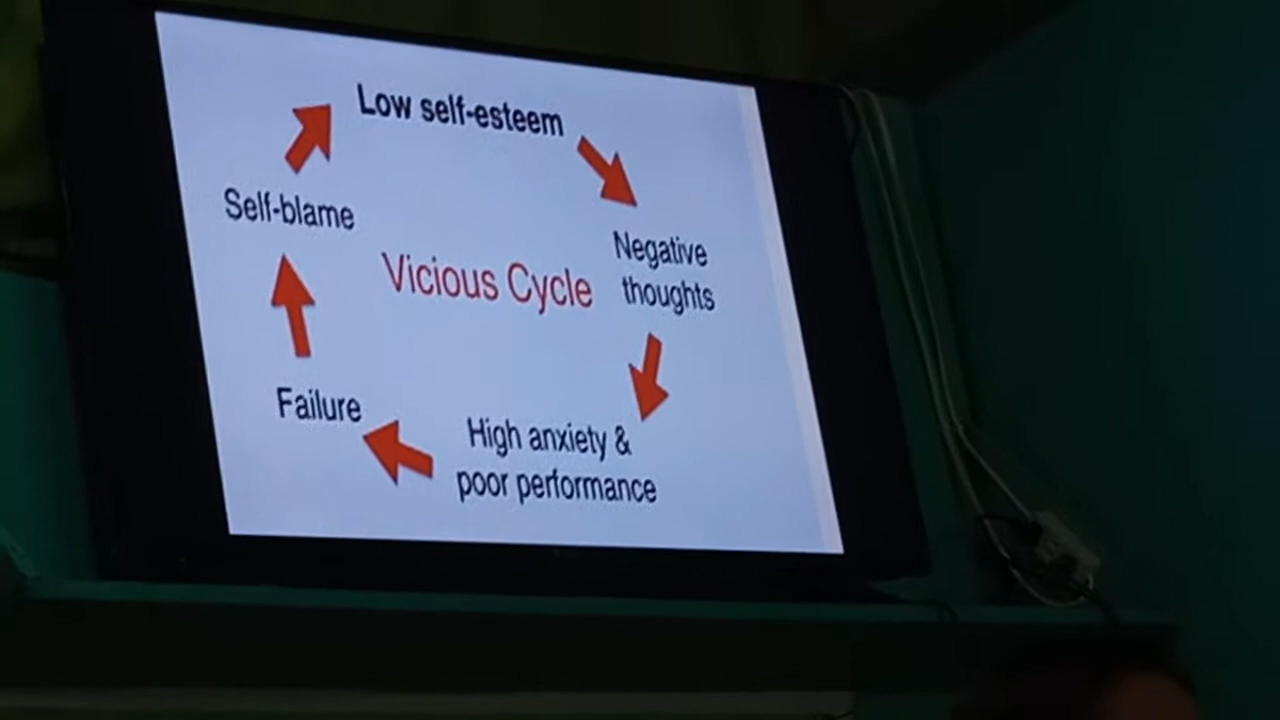 Low self-esteem
Negative
thoughts
High anxiety &
poor performance
Failure
Self-blame
Vicious Cycle